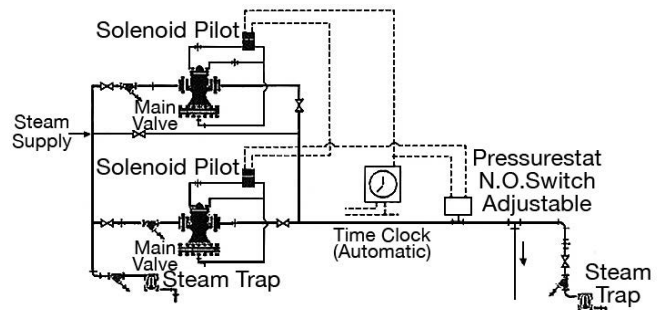 Solenoid Pilot
Main
Valve
Steam
Supply
Solenoid Pilot
Pressurestat
N.O.Switch
Adjustable
Time Clock
(Automatic)
Main
Valve
Steam Trap
Steam
Trap